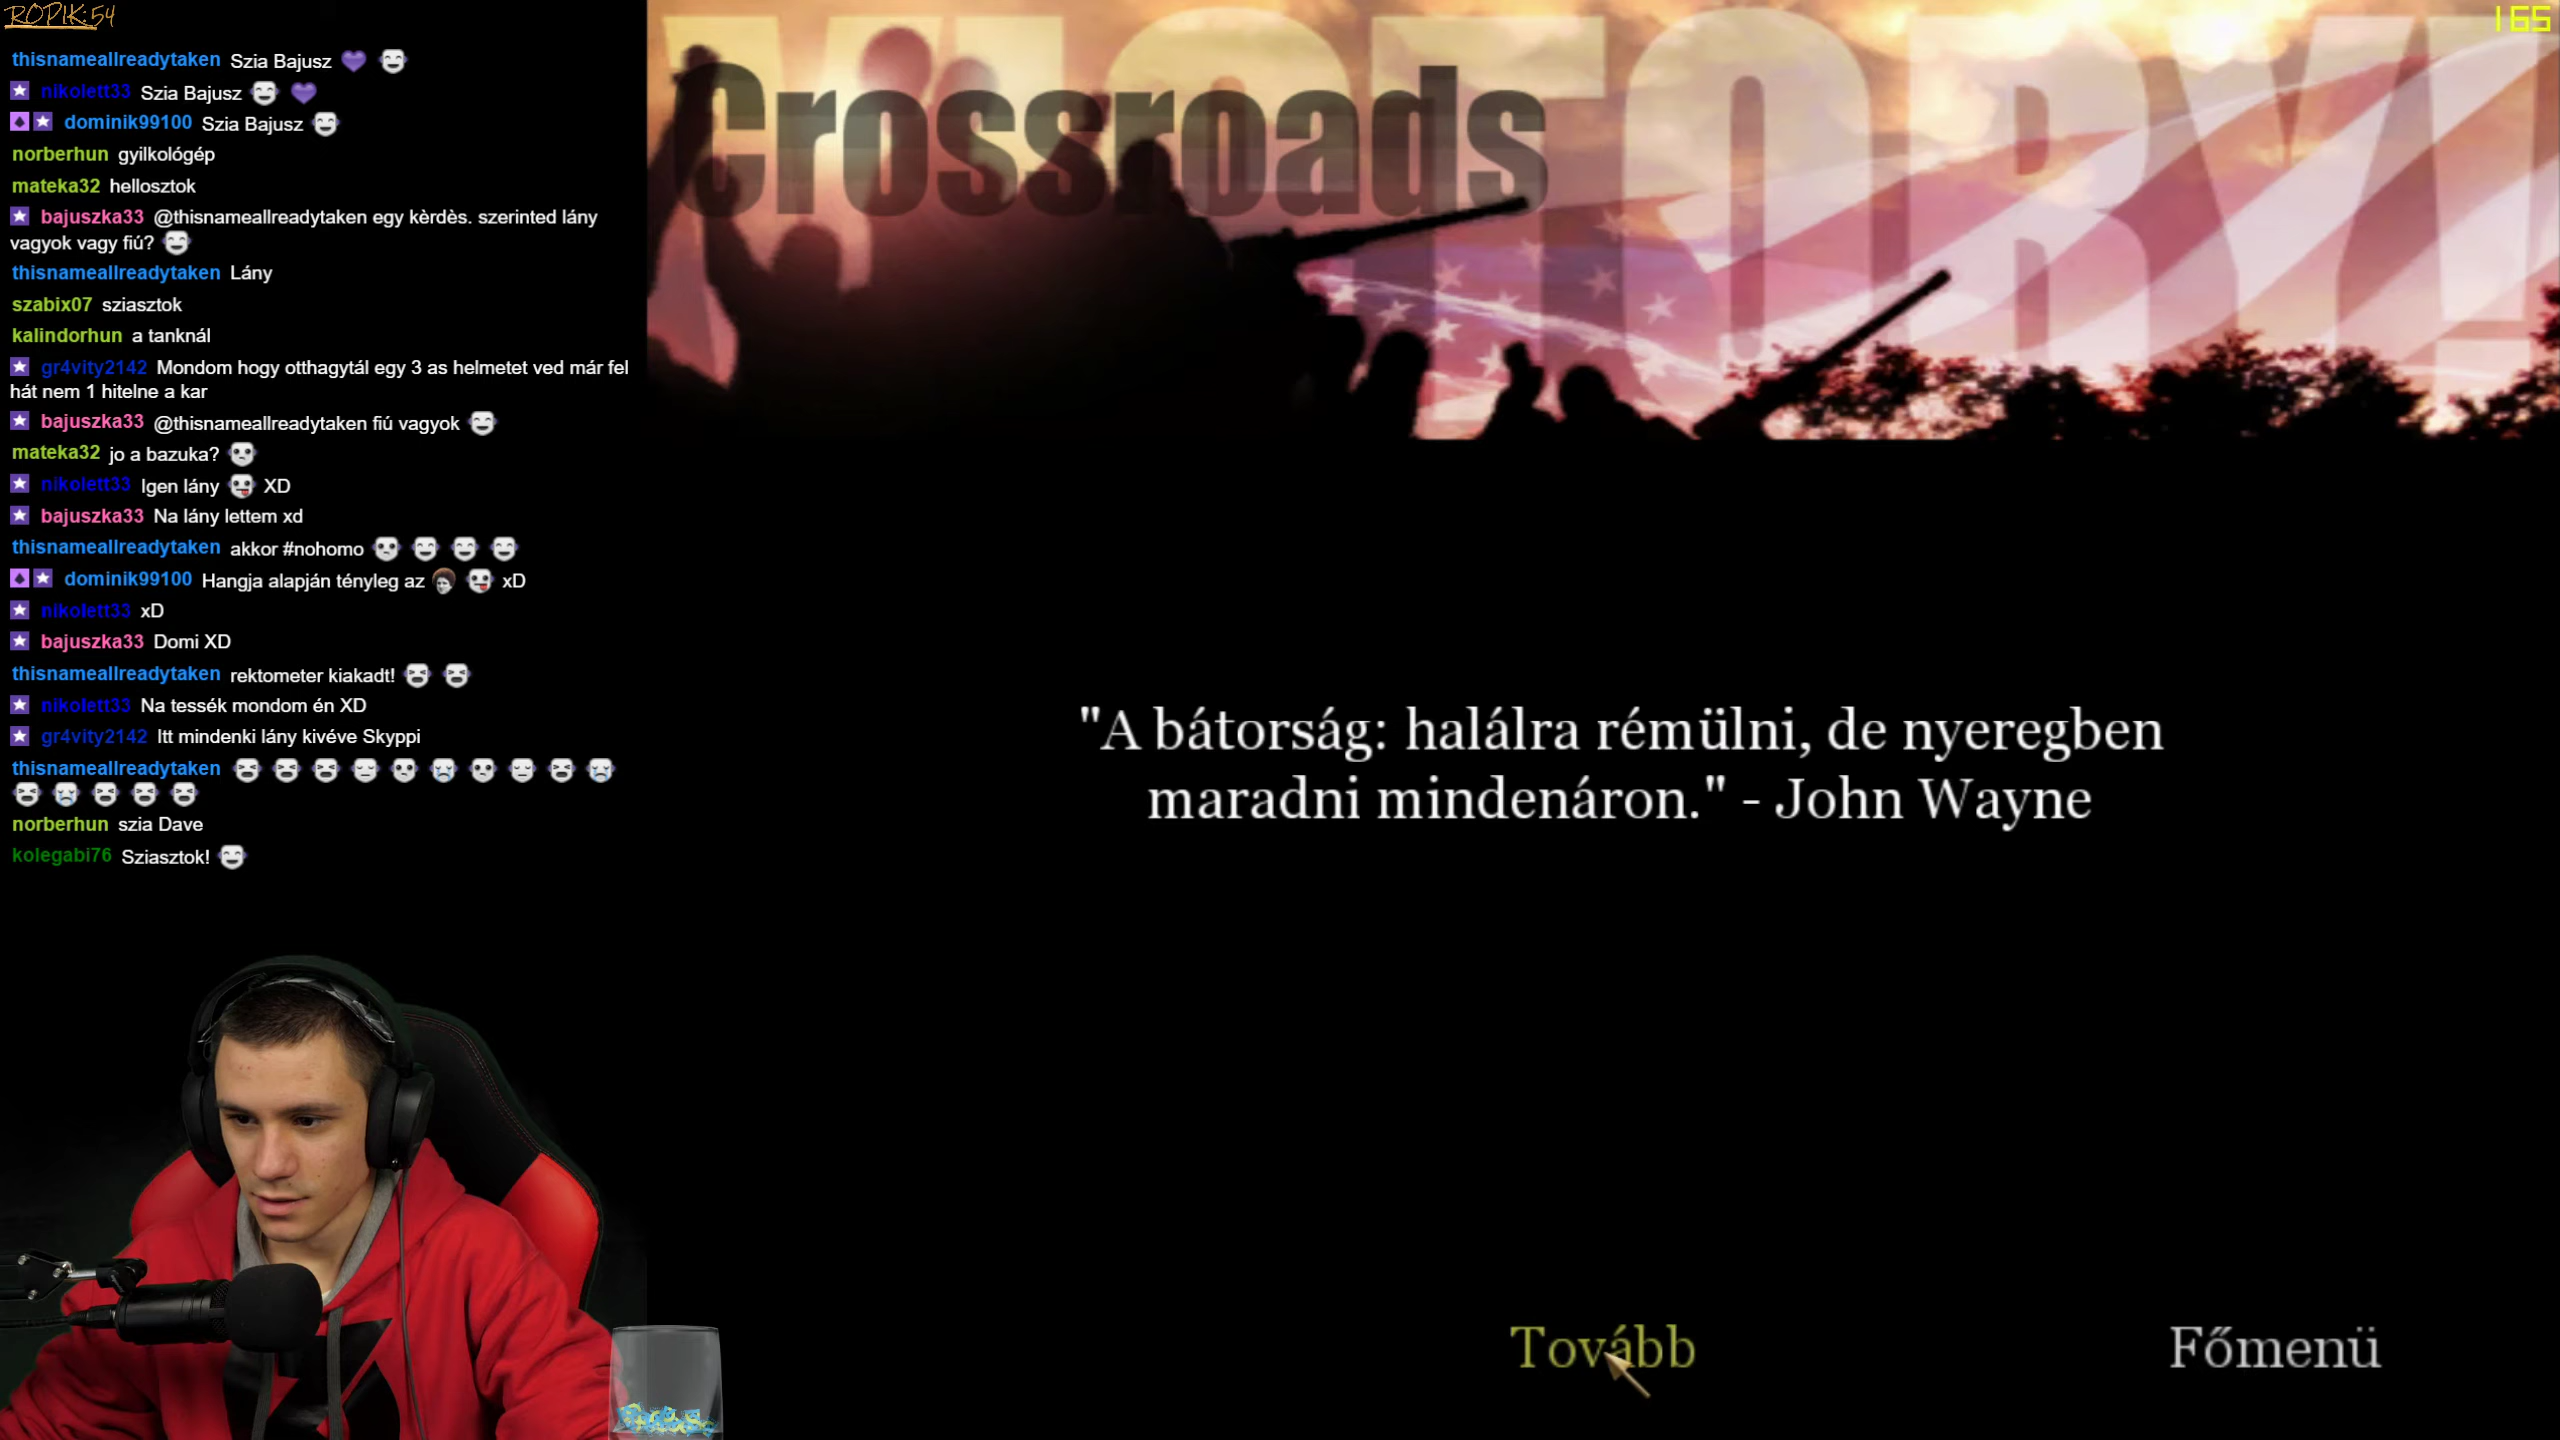 ROPIK:54
thisnameallreadytaken Szia Bajusz
nikolett33 Szia Bajusz
dominik99100 Szia Bajusz
norberhun gyilkológép
mateka32 hellosztok
bajuszka33 @thisnameallreadytaken egy kèrdès. szerinted lány
vagyok vagy fiú?
thisnameallreadytaken Lány
szabix07 sziasztok
kalindorhun a tanknál
gr4vity2142 Mondom hogy otthagytál egy 3 as helmetet ved már fel
hát nem 1 hitelne a kar
bajuszka33 @thisnameallreadytaken fiú vagyok
mateka32 jo a bazuka?
nikolett33 Igen lány XD
bajuszka33 Na lány lettem xd
thisnameallreadytaken akkor #nohomo
dominik99100 Hangja alapján tényleg az xD
nikolett33 xD
bajuszka33 Domi XD
thisnameallreadytaken rektometer kiakadt!
nikolett33 Na tessék mondom én XD
gr4vity2142 Itt mindenki lány kivéve Skyppi
thisnameallreadytaken
norberhun szia Dave
kolegabi76 Sziasztok!
165
VICTORY!
Crossroads
"A bátorság: halálra rémülni, de nyeregben
maradni mindenáron." - John Wayne
Tovább
Főmenü